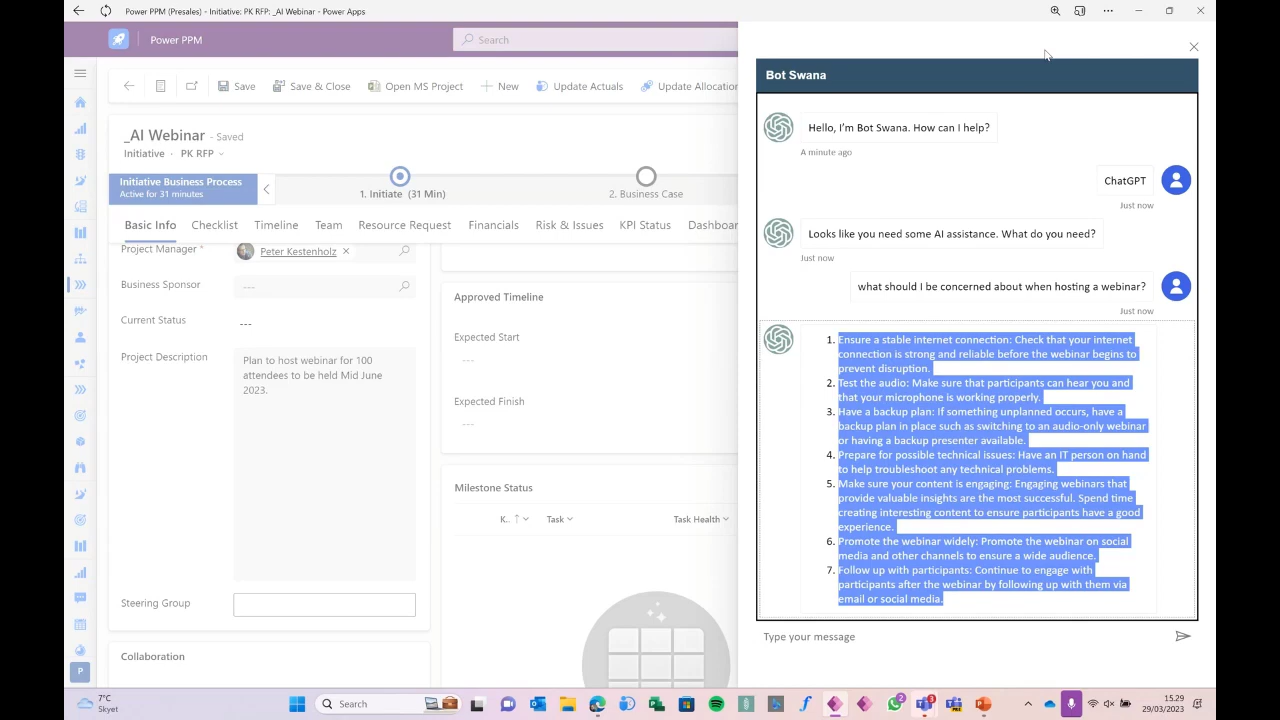 Power PPM (Presales) - Initiative: PK RFP: _AI Webinar - Power Apps
Power PPM
Search
Save
Save & Close
Open MS Project
New
Update Actuals
Update Allocation
_AI Webinar - Saved
Initiative · PK RFP
Initiative Business Process
Active for 31 minutes
1. Initiate (31 Min)
2. Business Case
Basic Info
Checklist
Timeline
Team
Resource Request
Financials
Risk & Issues
KPI Status
Dashboar
Project Manager *
Peter Kestenholz
Business Sponsor
---
Current Status
---
Project Description
Plan to host webinar for 100
attendees to be held Mid June
2023.
Steering Group
Collaboration
Approved Timeline
Expected Start
---
Expected Finish
---
Milestone Status
K..
Task
Task Health
P
Bot Swana
Hello, I'm Bot Swana. How can I help?
A minute ago
ChatGPT
Just now
Looks like you need some AI assistance. What do you need?
Just now
what should I be concerned about when hosting a webinar?
Just now
1. Ensure a stable internet connection: Check that your internet
connection is strong and reliable before the webinar begins to
prevent disruption.
2. Test the audio: Make sure that participants can hear you and
that your microphone is working properly.
3. Have a backup plan: If something unplanned occurs, have a
backup plan in place such as switching to an audio-only webinar
or having a backup presenter available.
4. Prepare for possible technical issues: Have an IT person on hand
to help troubleshoot any technical problems.
5. Make sure your content is engaging: Engaging webinars that
provide valuable insights are the most successful. Spend time
creating interesting content to ensure participants have a good
experience.
6. Promote the webinar widely: Promote the webinar on social
media and other channels to ensure a wide audience.
7. Follow up with participants: Continue to engage with
participants after the webinar by following up with them via
email or social media.
Type your message
7°C
Skyet
Search
2
3
15.29
29/03/2023